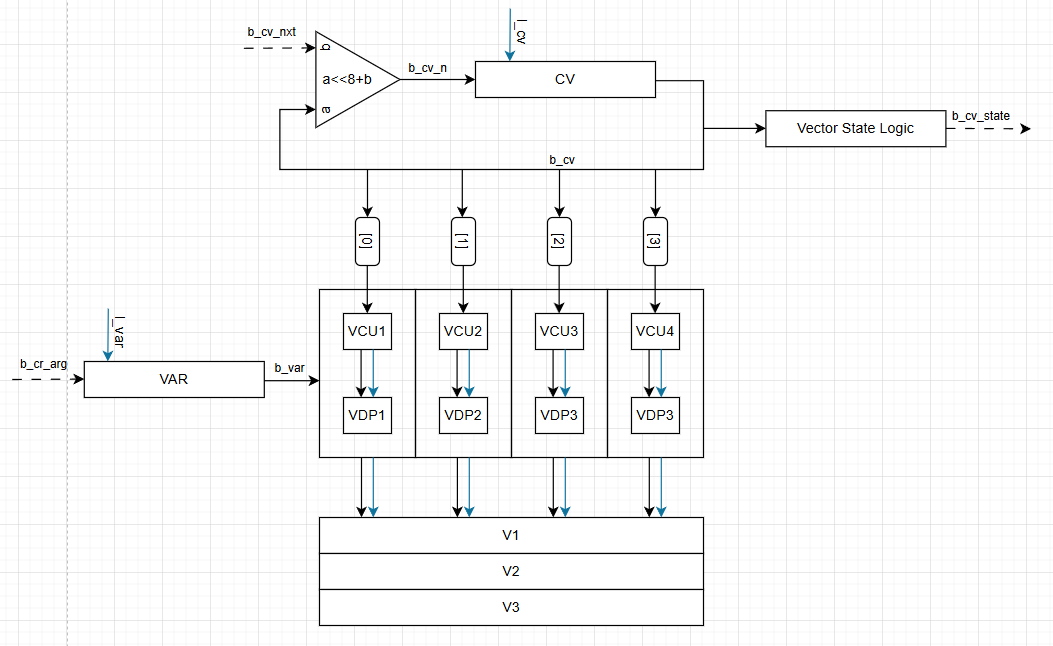 b_cv_nxt
b
a<<8+b
a
b_cv_n
l_cv
CV
Vector State Logic
b_cv_state
b_cv
[0]
[1]
[2]
[3]
VCU1
VCU2
VCU3
VCU4
l_var
b_cr_arg
VAR
b_var
VDP1
VDP2
VDP3
VDP3
V1
V2
V3